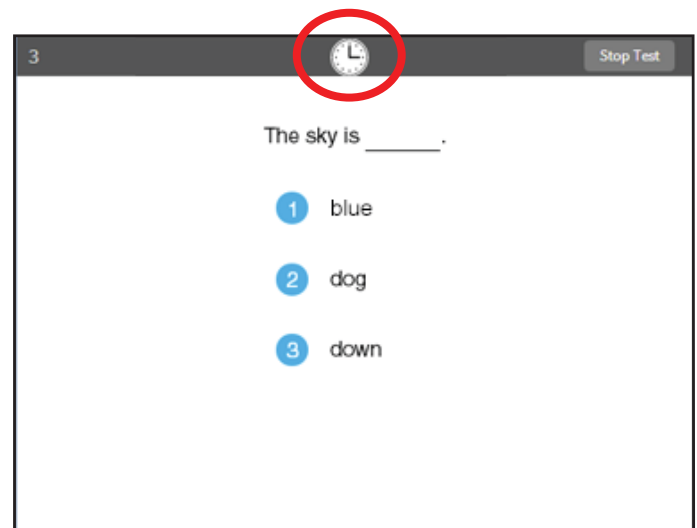 3
Stop Test
The sky is ______.
1 blue
2 dog
3 down